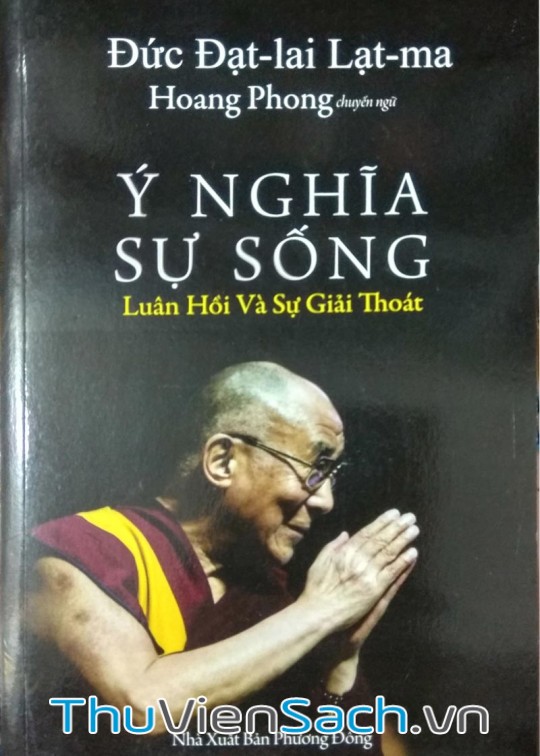 Đức Đạt-lai Lạt-ma
Hoang Phong chuyển ngữ
Ý NGHĨA
SỰ SỐNG
Luân Hồi Và Sự Giải Thoát
ThuVienSach.vn
Nhà Xuất Bản Phương Đông